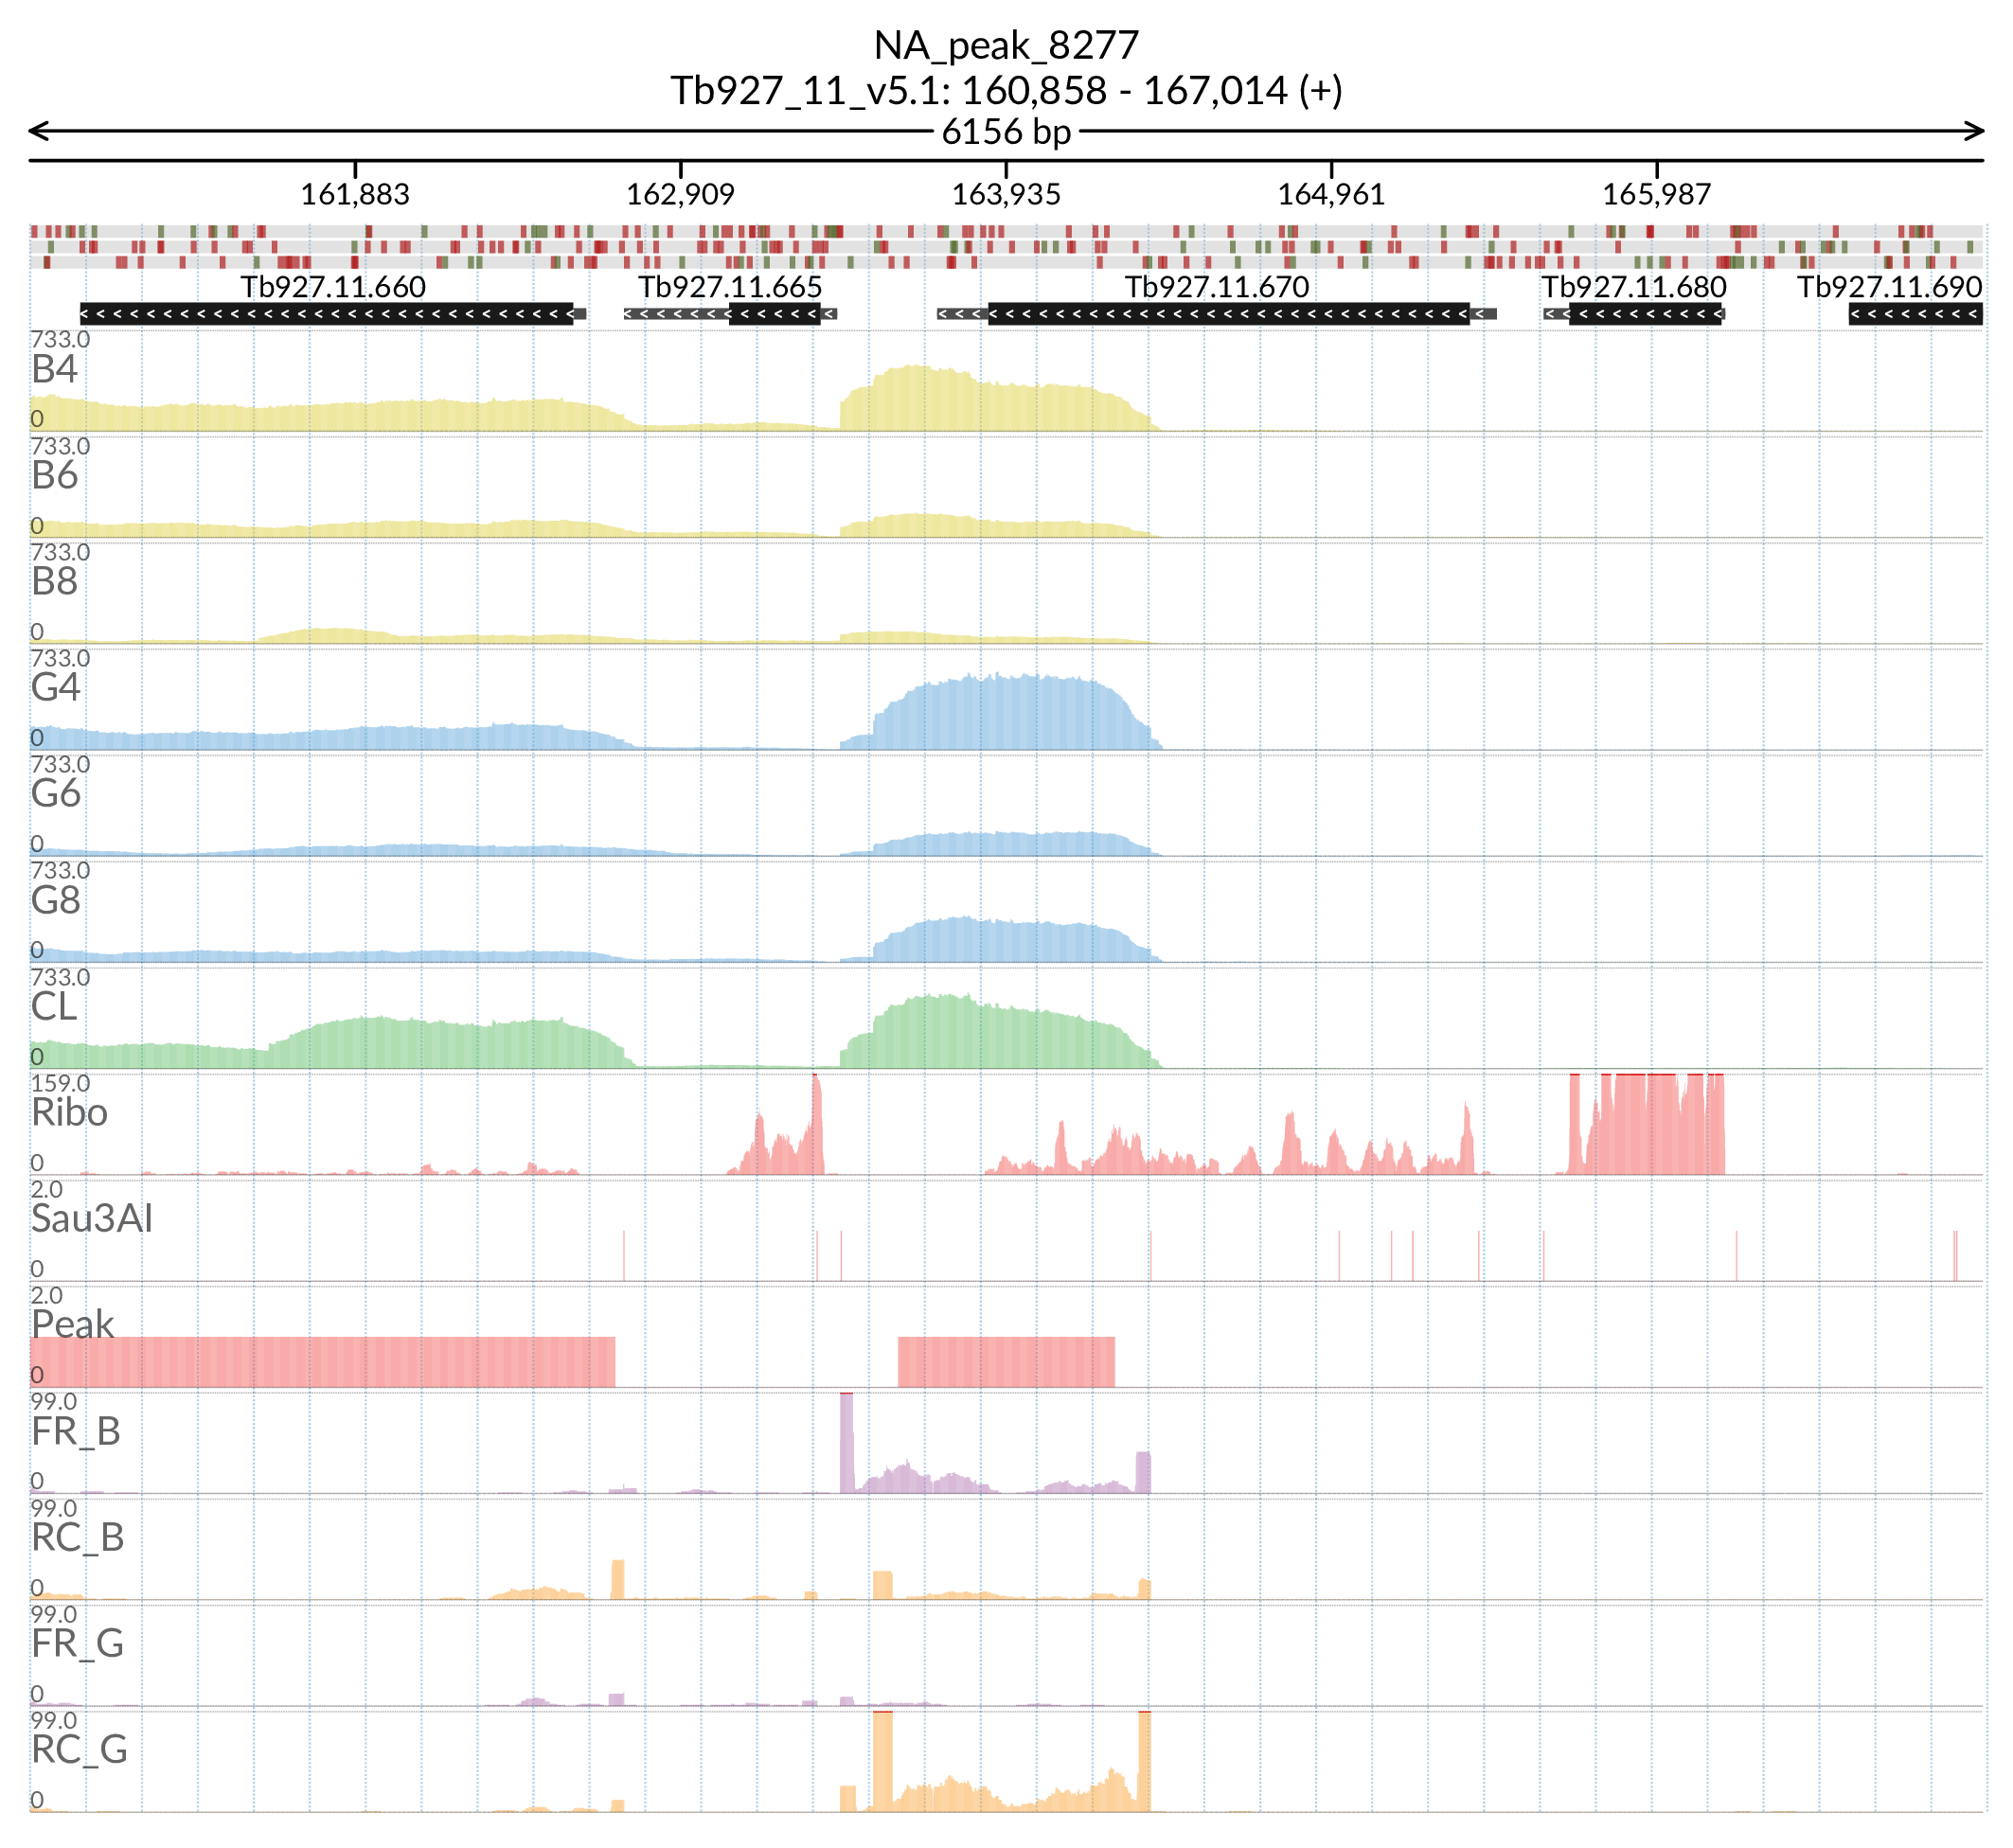 NA_peak_8277
Tb927_11_v5.1: 160,858 - 167,014 (+)
6156 bp
161,883 162,909 163,935 164,961 165,987
Tb927.11.660 Tb927.11.665 Tb927.11.670 Tb927.11.680 Tb927.11.690
733.0
B4
0
733.0
B6
0
733.0
B8
0
733.0
G4
0
733.0
G6
0
733.0
G8
0
733.0
CL
0
159.0
Ribo
0
2.0
Sau3AI
0
2.0
Peak
0
99.0
FR_B
0
99.0
RC_B
0
99.0
FR_G
0
99.0
RC_G
0